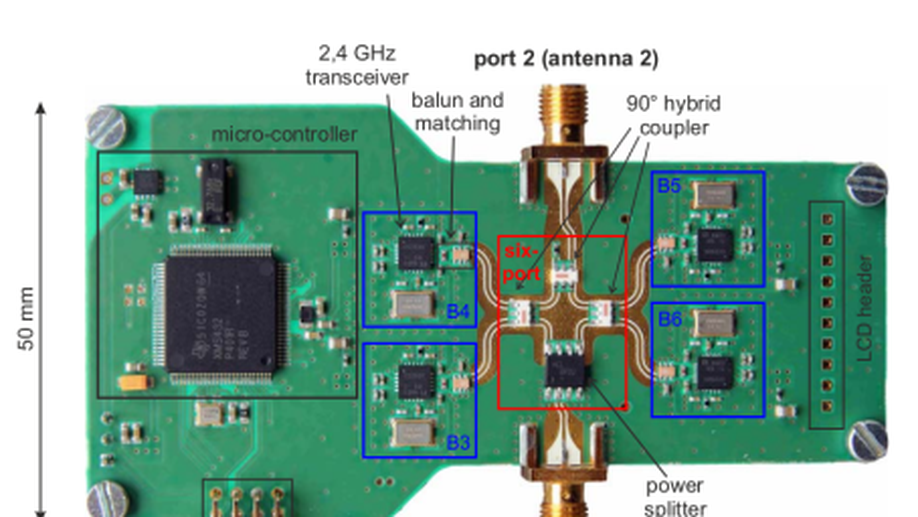 2,4 GHz
transceiver
port 2 (antenna 2)
balun and
matching
90° hybrid
coupler
micro-controller
B5
six-
port
B4
B6
B3
50 mm
LCD header
power
splitter